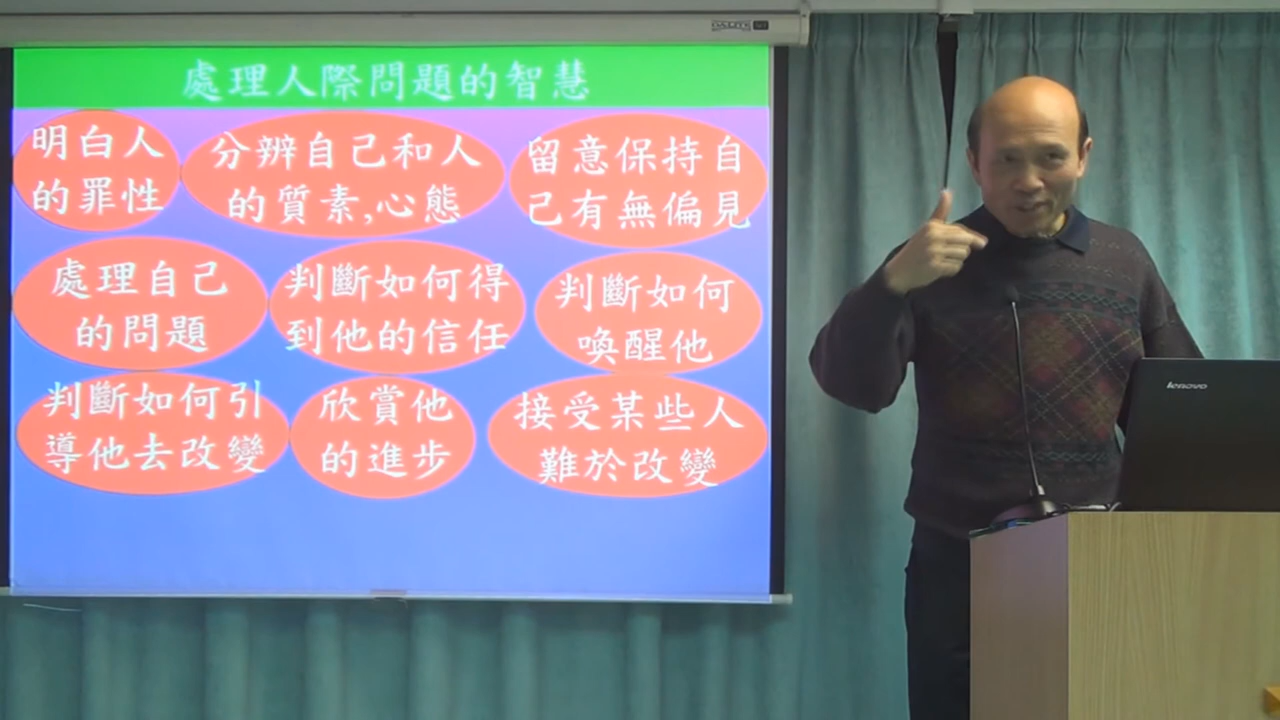 處理人際問題的智慧
明白人
的罪性
分辨自己和人
的質素,心態
留意保持自
己有無偏見
處理自己
的問題
判斷如何得
到他的信任
判斷如何
喚醒他
判斷如何引
導他去改變
欣賞他
的進步
接受某些人
難於改變
lenovo